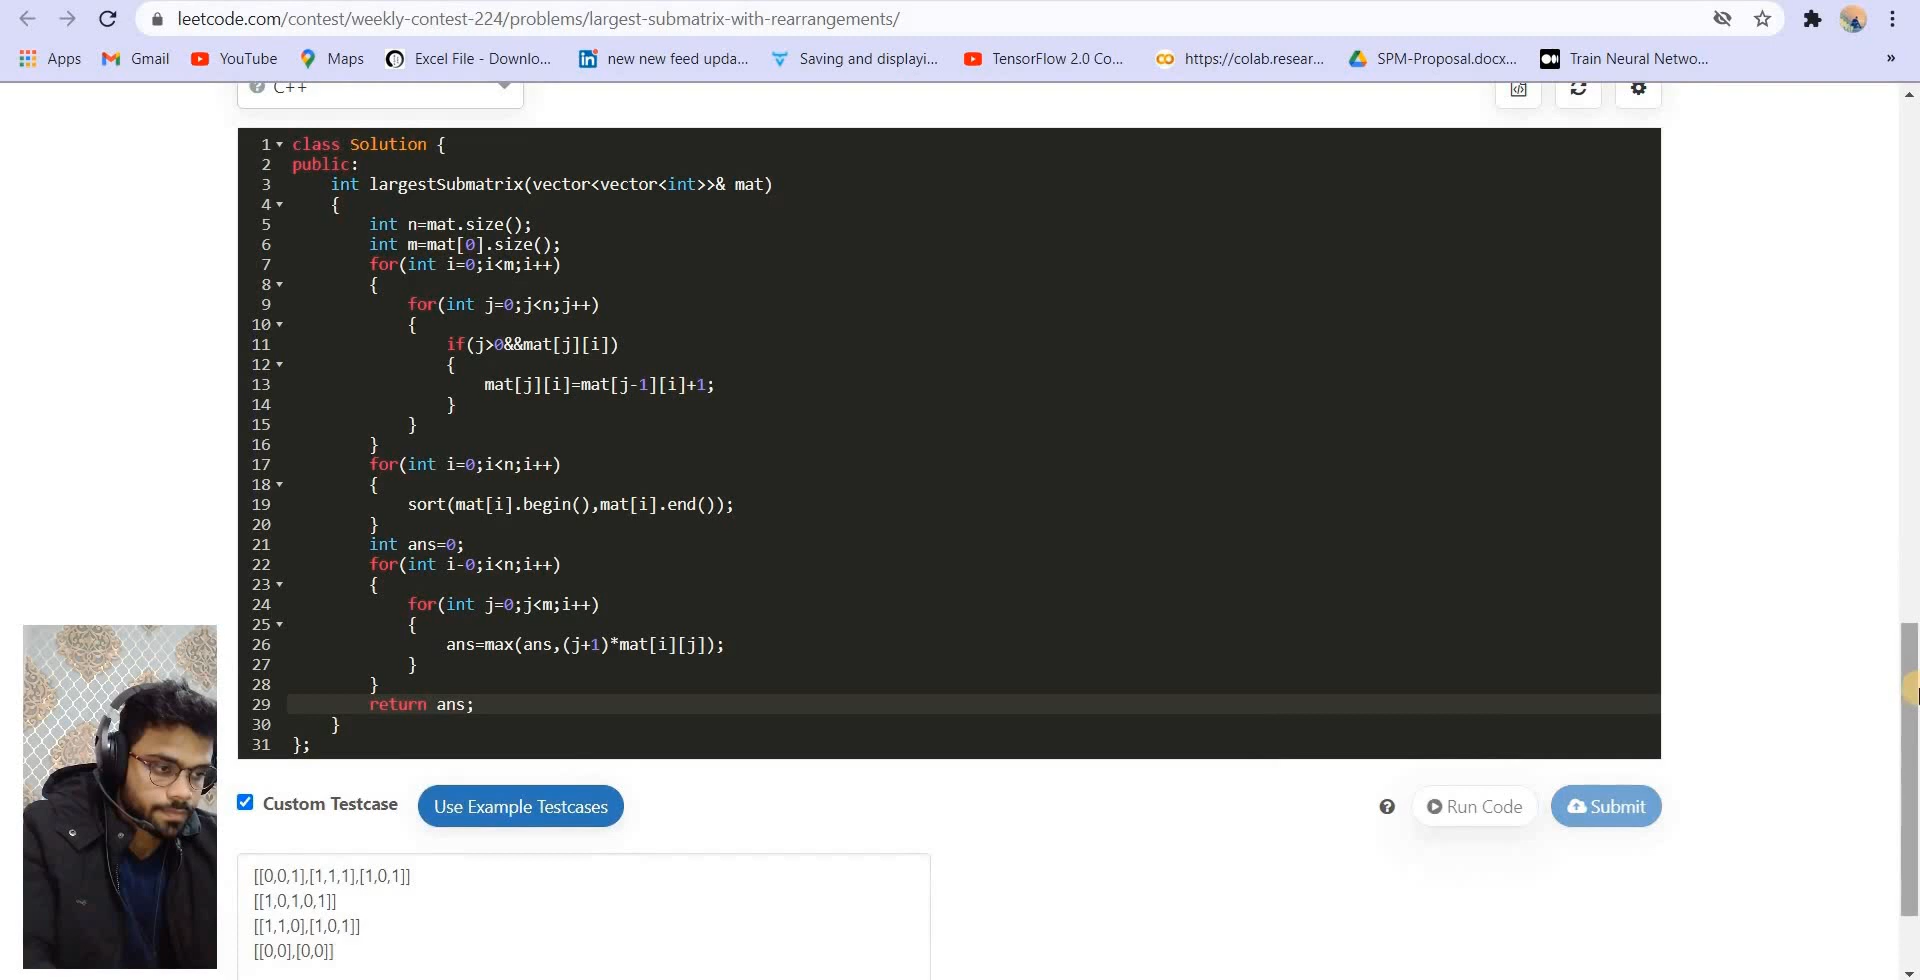 leetcode.com/contest/weekly-contest-224/problems/largest-submatrix-with-rearrangements/
Apps Gmail YouTube Maps Excel File - Downlo... new new feed upda... Saving and displayi... TensorFlow 2.0 Co... https://colab.resear... SPM-Proposal.docx... Train Neural Netwo... »
C++
1 class Solution {
2 public:
3 int largestSubmatrix(vector<vector<int>>& mat)
4 {
5 int n=mat.size();
6 int m=mat[0].size();
7 for(int i=0;i<m;i++)
8 {
9 for(int j=0;j<n;j++)
10 {
11 if(j>0&&mat[j][i])
12 {
13 mat[j][i]=mat[j-1][i]+1;
14 }
15 }
16 }
17 for(int i=0;i<n;i++)
18 {
19 sort(mat[i].begin(),mat[i].end());
20 }
21 int ans=0;
22 for(int i-0;i<n;i++)
23 {
24 for(int j=0;j<m;i++)
25 {
26 ans=max(ans,(j+1)*mat[i][j]);
27 }
28 }
29 return ans;
30 }
31 };
Custom Testcase Use Example Testcases Run Code Submit
[[0,0,1],[1,1,1],[1,0,1]]
[[1,0,1,0,1]]
[[1,1,0],[1,0,1]]
[[0,0],[0,0]]